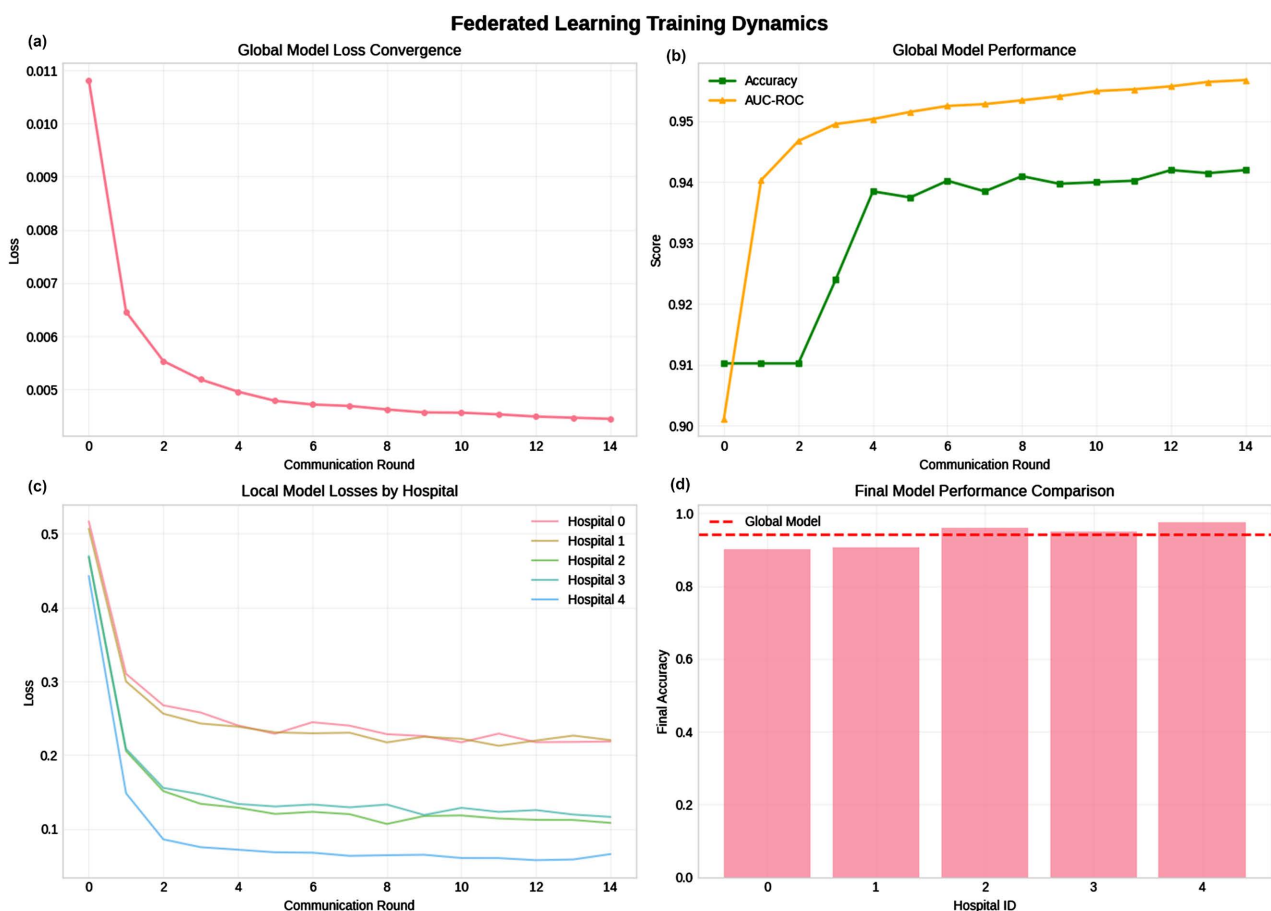 Federated Learning Training Dynamics
(a)
Global Model Loss Convergence
0.011
0.010
0.009
0.008
0.007
0.006
0.005
Loss
0 2 4 6 8 10 12 14
Communication Round
(b)
Global Model Performance
Accuracy
AUC-ROC
0.95
0.94
0.93
0.92
0.91
0.90
Score
0 2 4 6 8 10 12 14
Communication Round
(c)
Local Model Losses by Hospital
Hospital 0
Hospital 1
Hospital 2
Hospital 3
Hospital 4
0.5
0.4
0.3
0.2
0.1
Loss
0 2 4 6 8 10 12 14
Communication Round
(d)
Final Model Performance Comparison
Global Model
1.0
0.8
0.6
0.4
0.2
0.0
Final Accuracy
0 1 2 3 4
Hospital ID